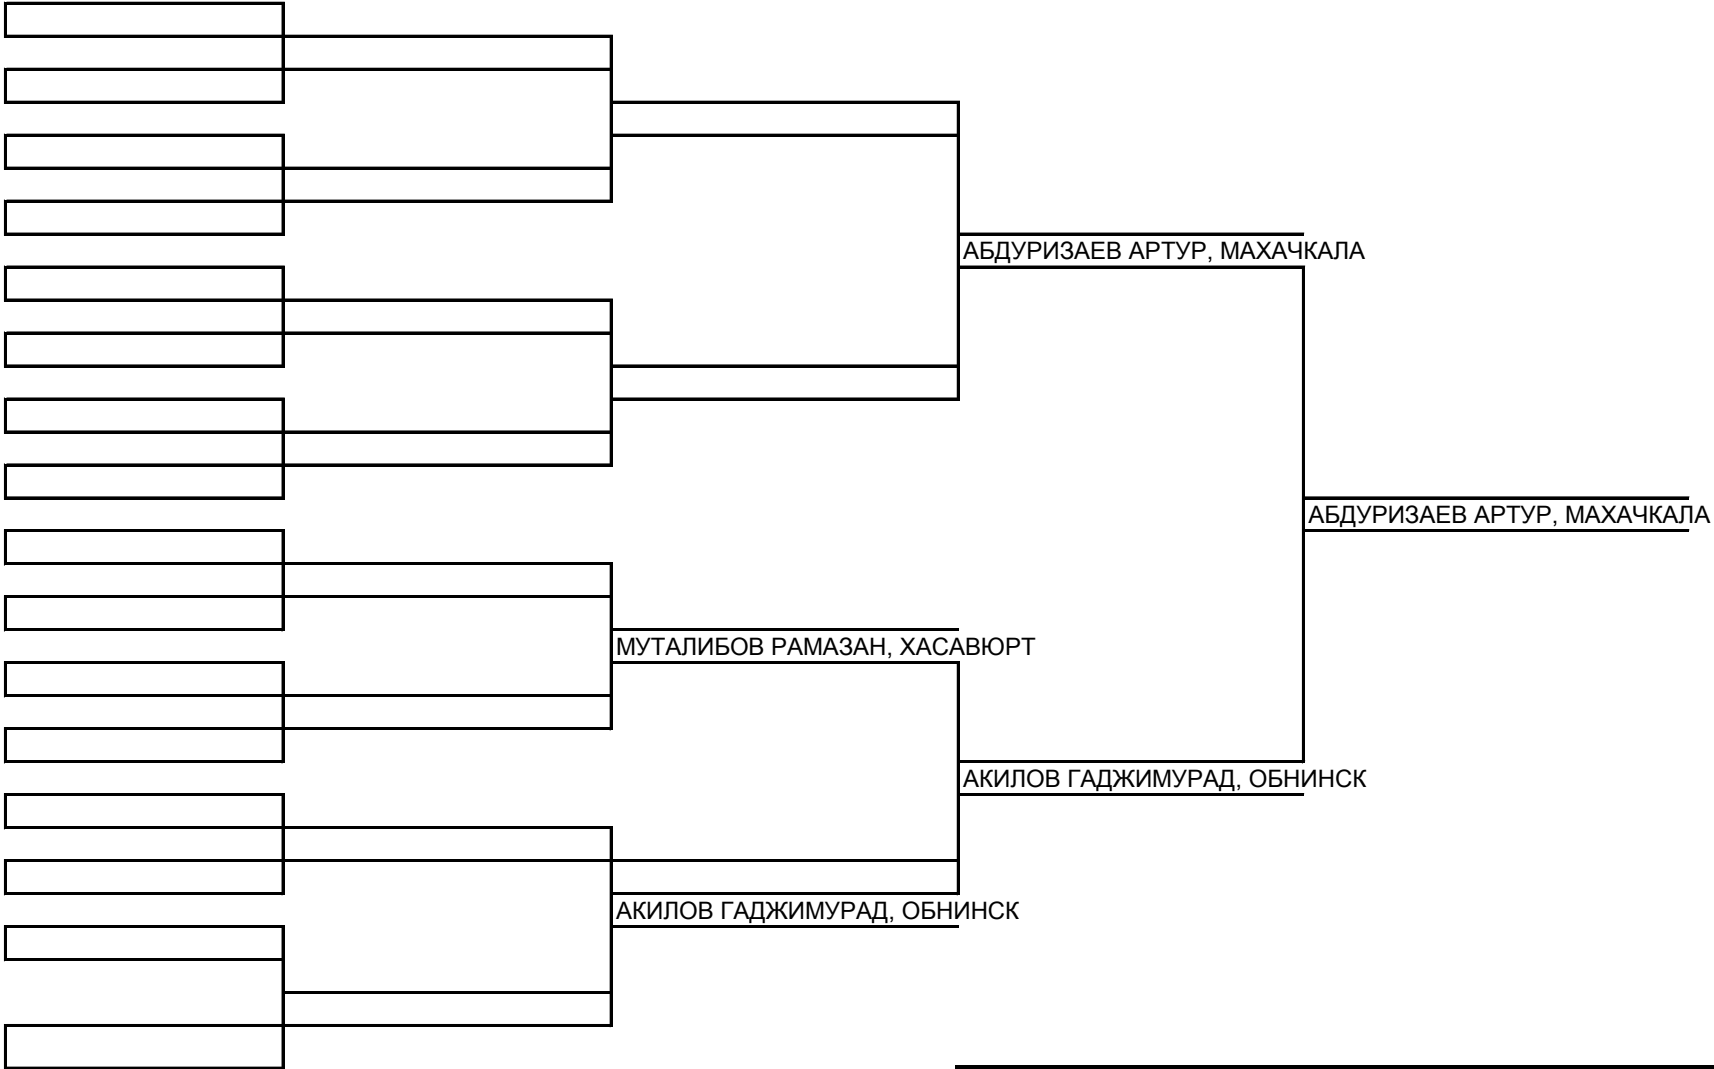 АБДУРИЗАЕВ АРТУР, МАХАЧКАЛА
АБДУРИЗАЕВ АРТУР, МАХАЧКАЛА
МУТАЛИБОВ РАМАЗАН, ХАСАВЮРТ
АКИЛОВ ГАДЖИМУРАД, ОБНИНСК
АКИЛОВ ГАДЖИМУРАД, ОБНИНСК